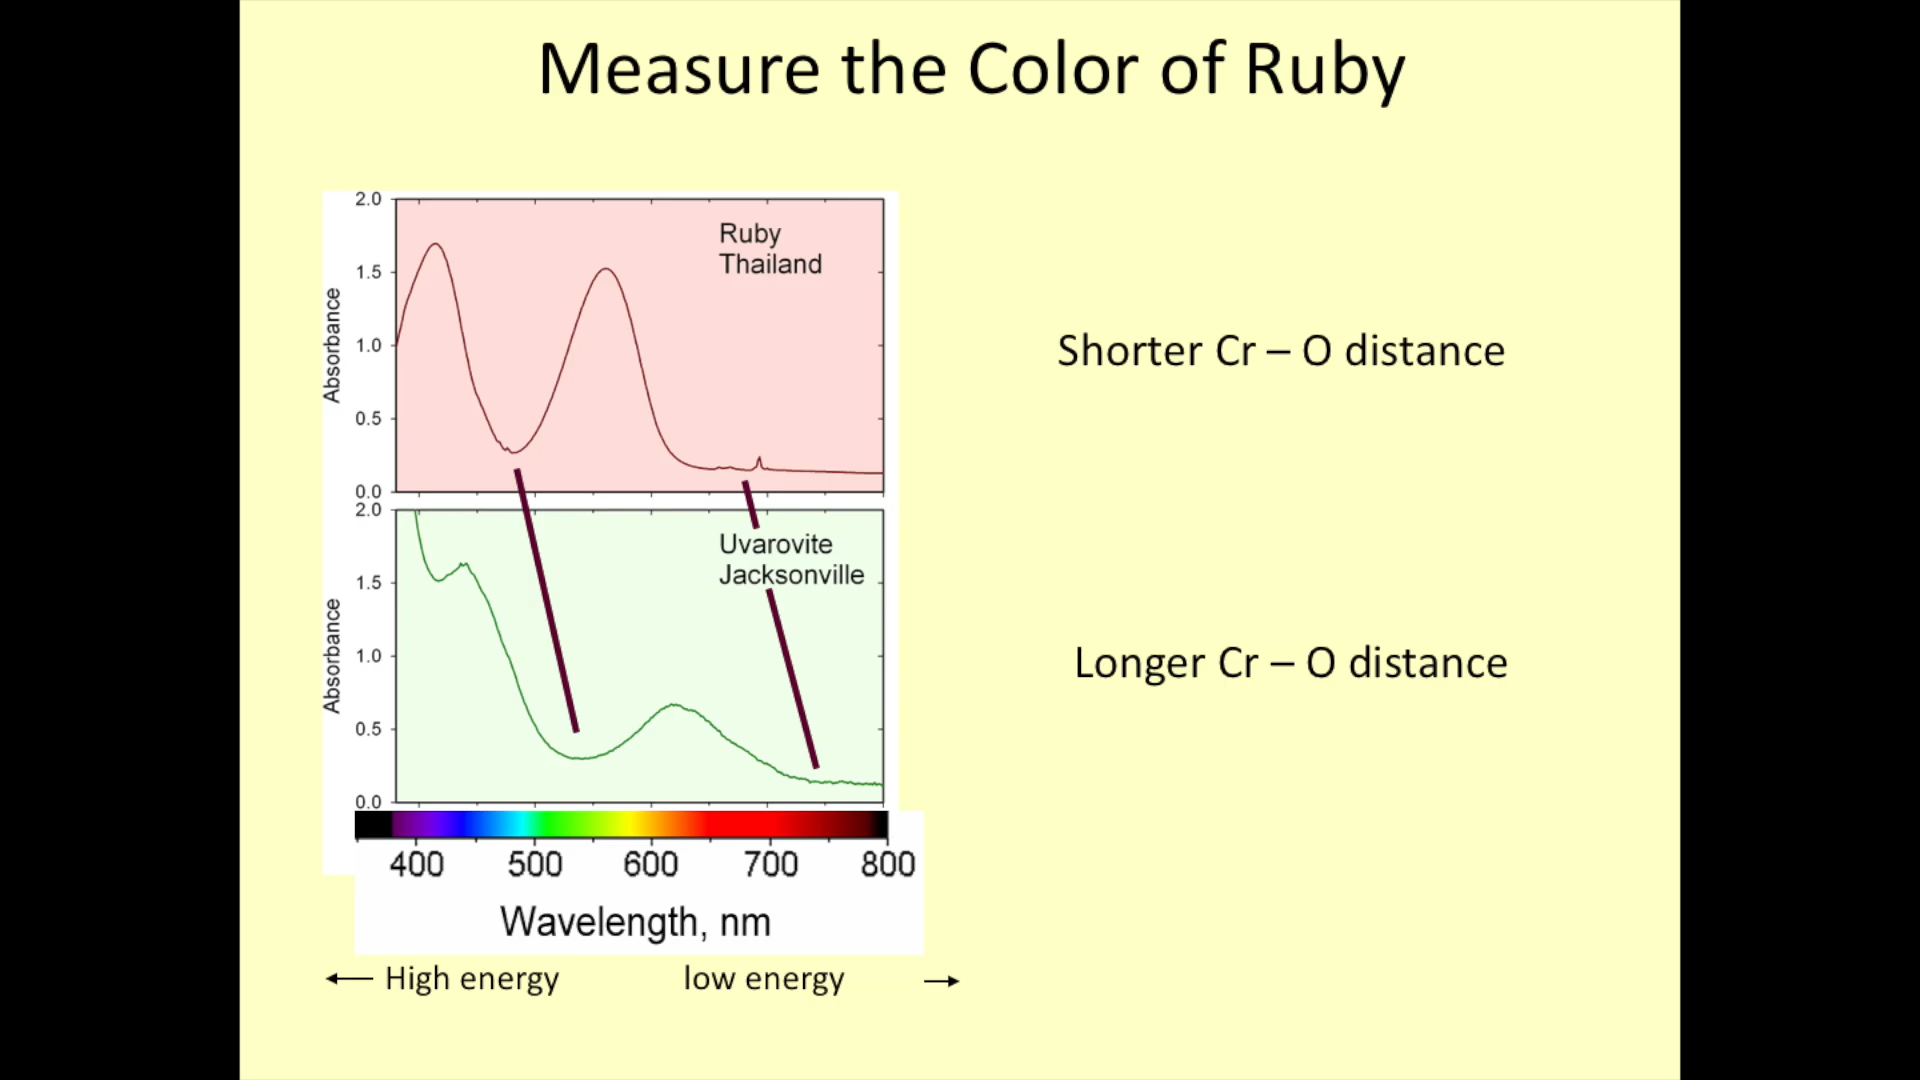 Measure the Color of Ruby
2.0
1.5
1.0
0.5
0.0
Absorbance
Ruby
Thailand
Shorter Cr – O distance
2.0
1.5
1.0
0.5
0.0
Absorbance
Uvarovite
Jacksonville
Longer Cr – O distance
400 500 600 700 800
Wavelength, nm
← High energy low energy →